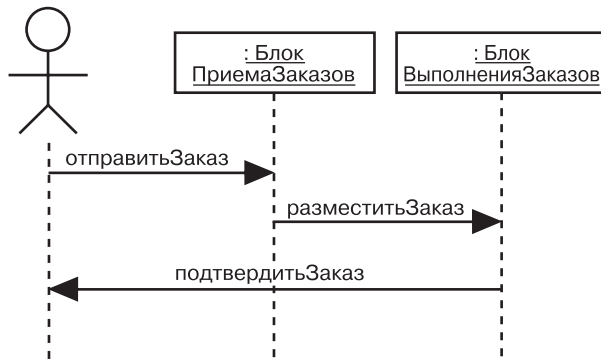 : Блок
ПриемаЗаказов
: Блок
ВыполненияЗаказов
отправитьЗаказ
разместитьЗаказ
подтвердитьЗаказ